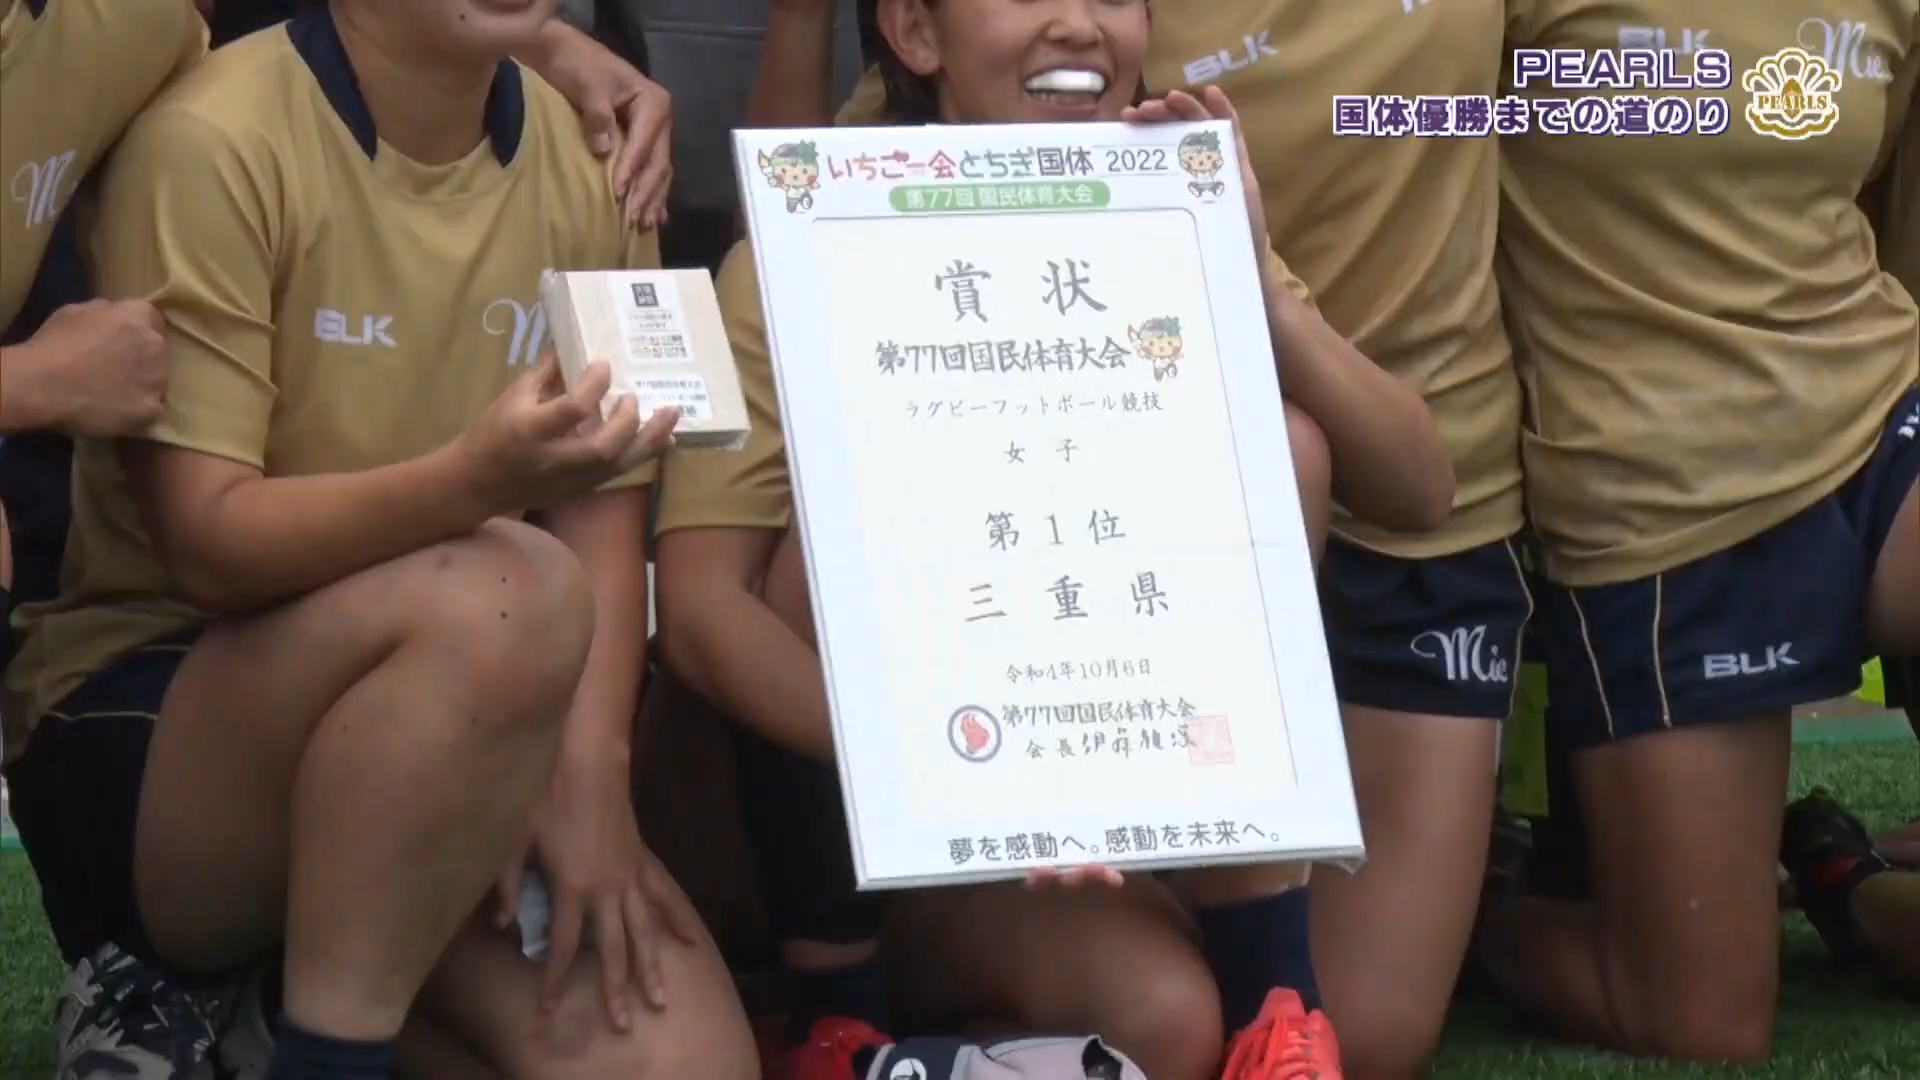 PEARLS
国体優勝までの道のり
PEARLS
いちご一会とちぎ国体 2022
第77回 国民体育大会
賞状
第77回国民体育大会
ラグビーフットボール競技
女子
第1位
三重県
令和4年10月6日
第77回国民体育大会
会長
夢を感動へ。感動を未来へ。
BLK
Mie
BLK
BLK
Mie
Mie
BLK